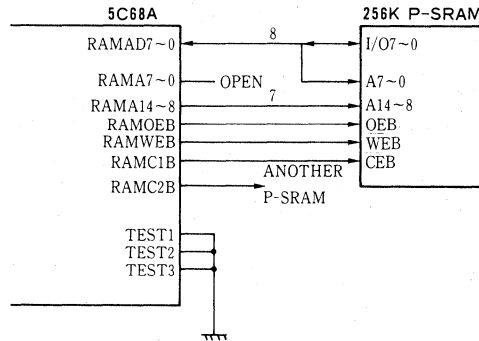 5C68A
256K P-SRAM
RAMAD7~0
8
I/O7~0
RAMA7~0
OPEN
A7~0
RAMA14~8
7
A14~8
RAMOEB
OEB
RAMWEB
WEB
RAMC1B
CEB
ANOTHER
P-SRAM
RAMC2B
TEST1
TEST2
TEST3